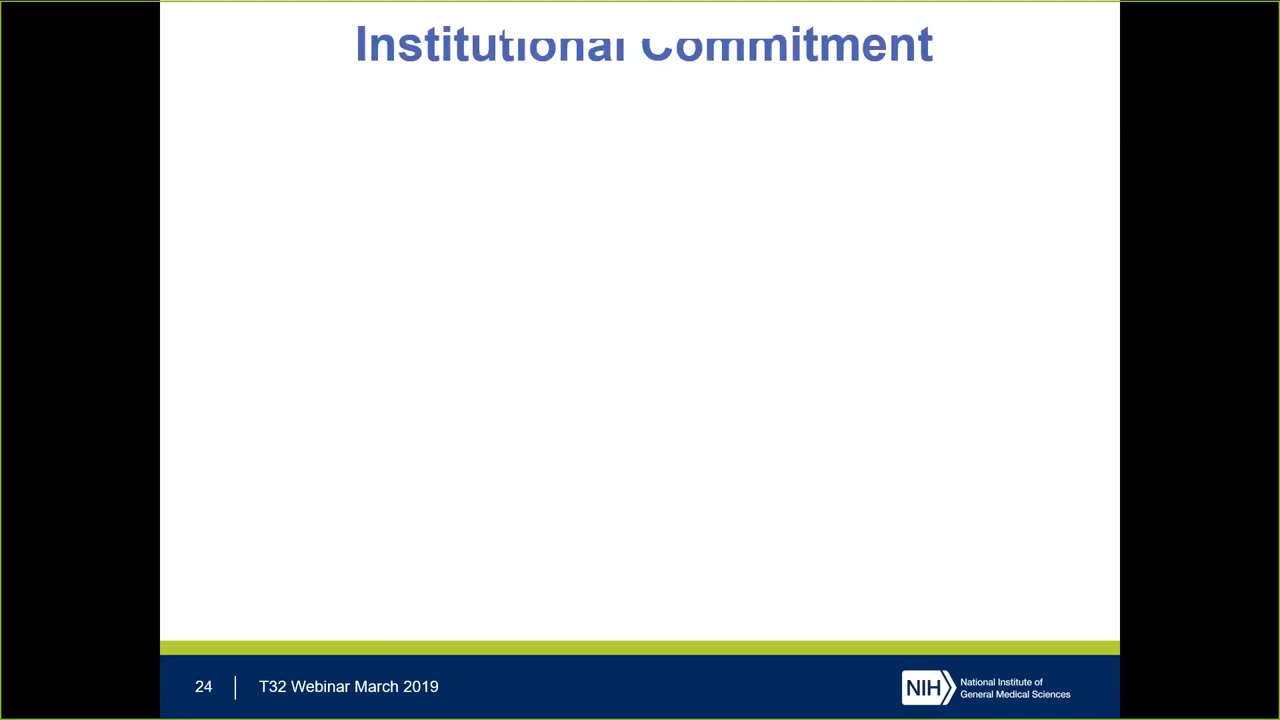 Institutional Commitment
24
T32 Webinar March 2019
NIH
National Institute of
General Medical Sciences